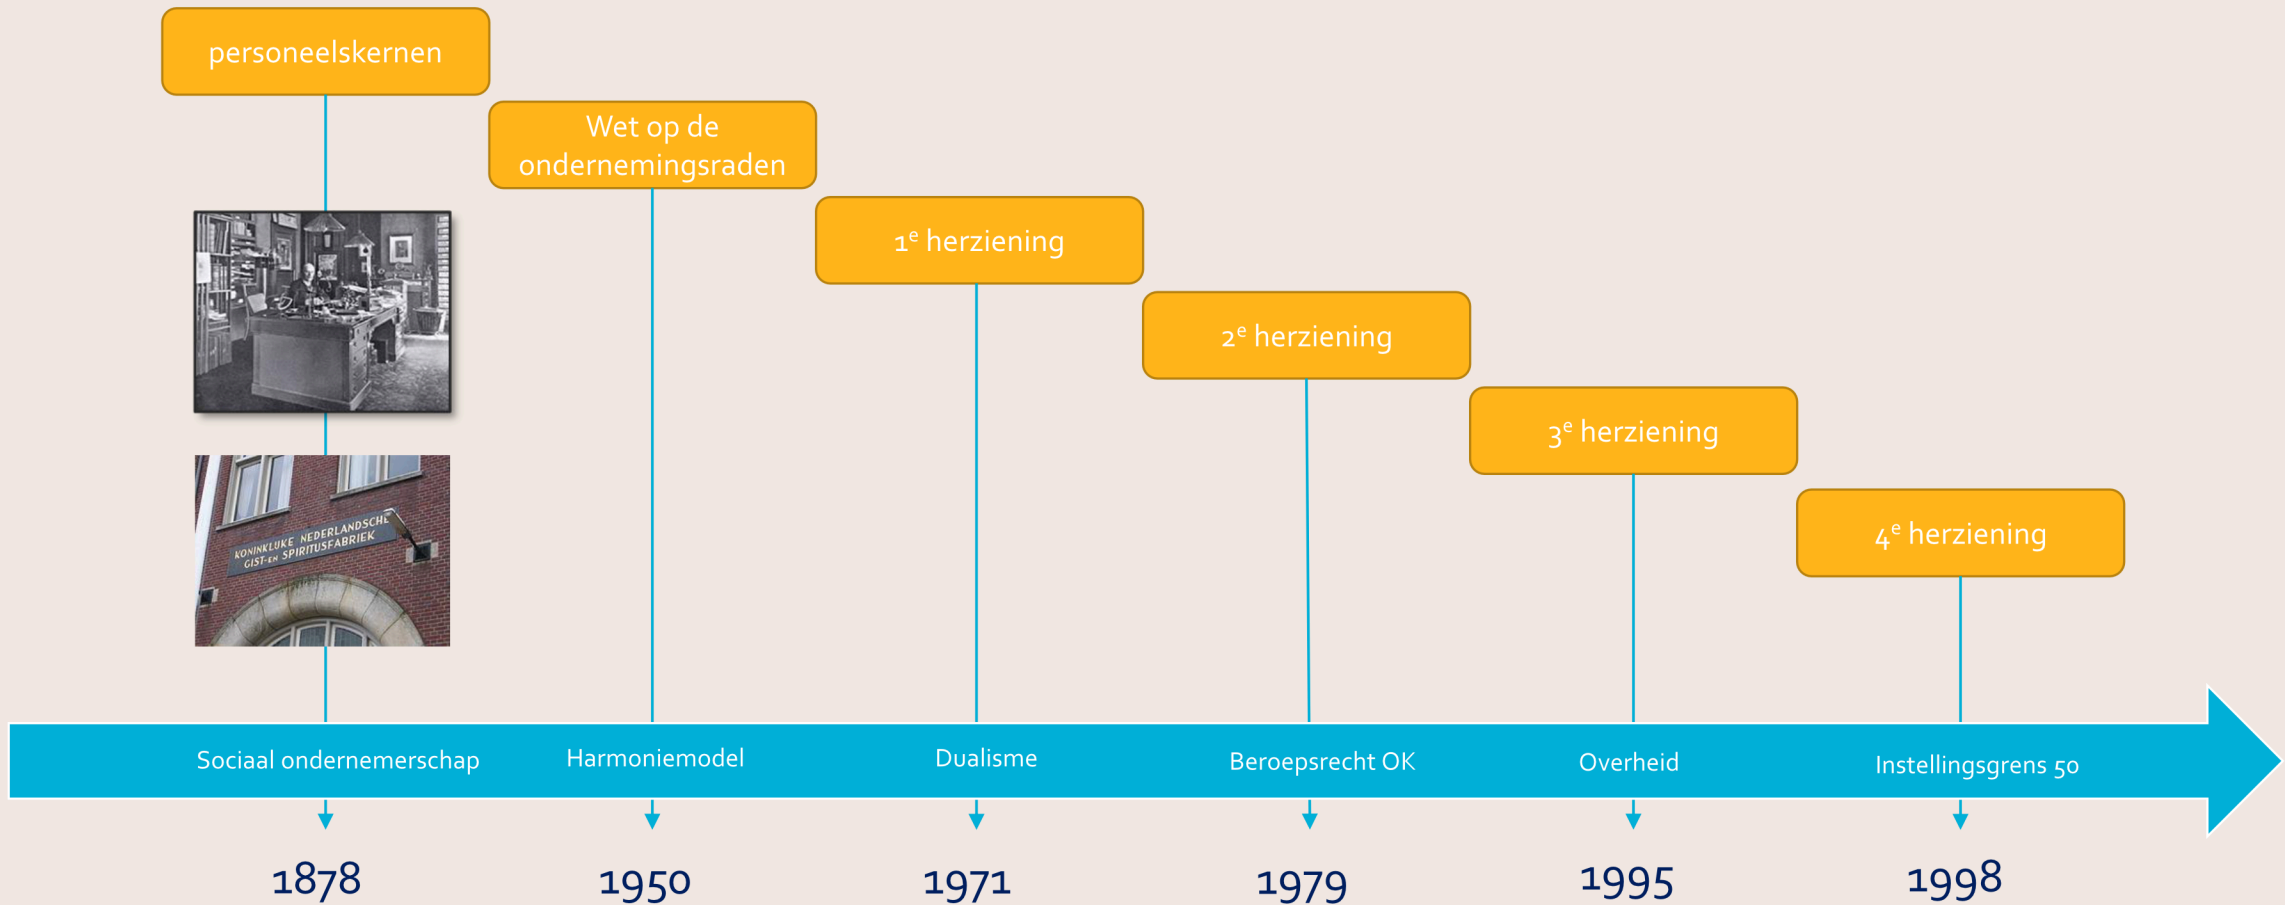 personeelskernen
Wet op de
ondernemingsraden
1e herziening
2e herziening
3e herziening
4e herziening
KONINKLIJKE NEDERLANDSCHE
GIST-EN SPIRITUSFABRIEK
Sociaal ondernemerschap
Harmoniemodel
Dualisme
Beroepsrecht OK
Overheid
Instellingsgrens 50
1878
1950
1971
1979
1995
1998